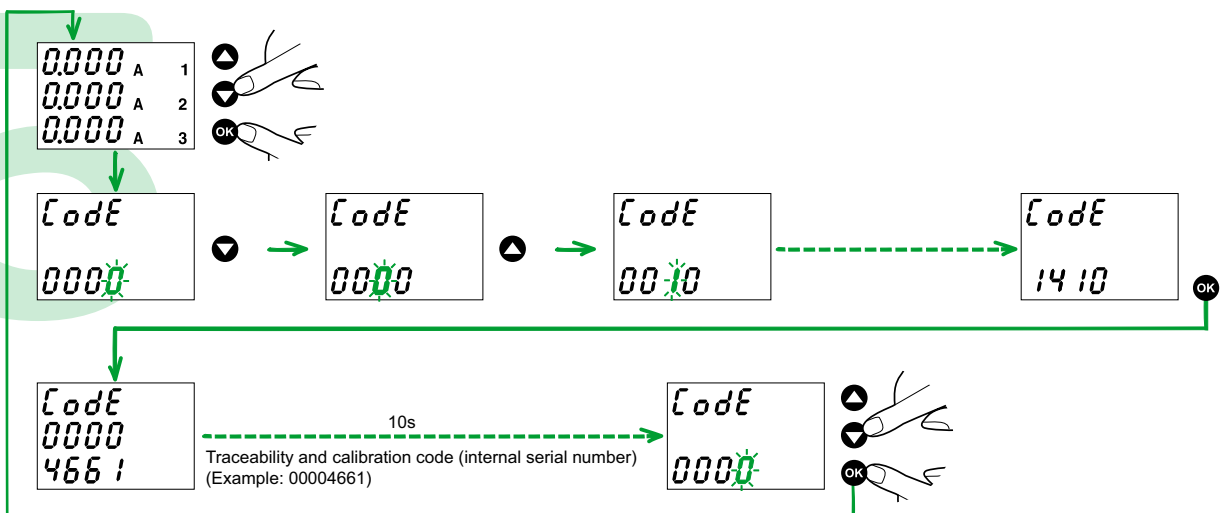 0.000 A 1
0.000 A 2
0.000 A 3
OK
CodE
0000
CodE
0000
CodE
0010
CodE
1410
OK
CodE
0000
4661
10s
Traceability and calibration code (internal serial number)
(Example: 00004661)
CodE
0000
OK